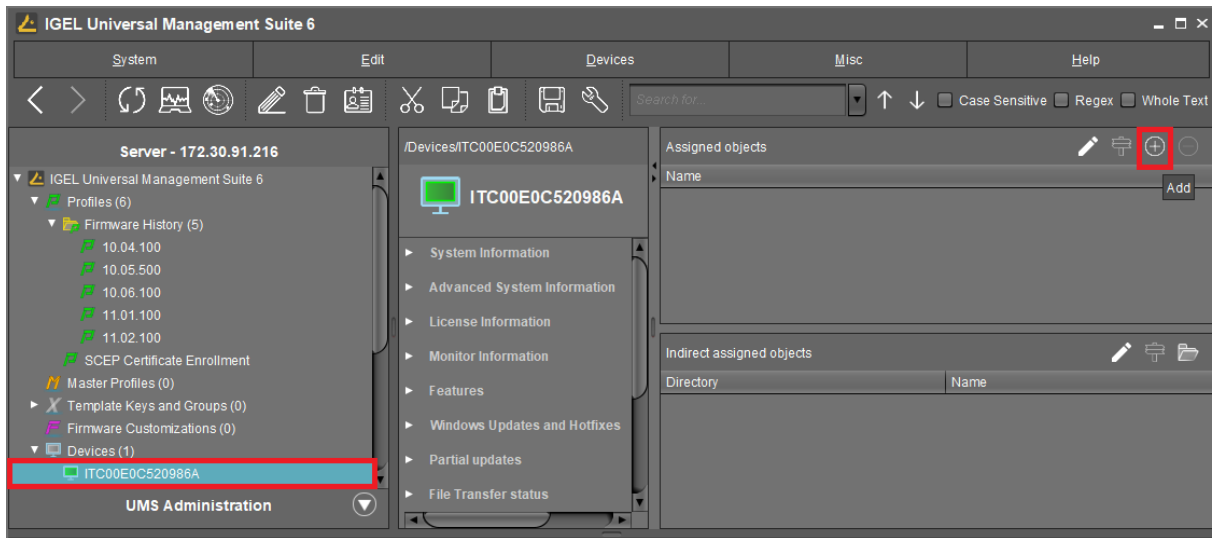 IGEL Universal Management Suite 6
System Edit Devices Misc Help
Search for... Case Sensitive Regex Whole Text
Server - 172.30.91.216
IGEL Universal Management Suite 6
Profiles (6)
Firmware History (5)
10.04.100
10.05.500
10.06.100
11.01.100
11.02.100
SCEP Certificate Enrollment
Master Profiles (0)
Template Keys and Groups (0)
Firmware Customizations (0)
Devices (1)
ITC00E0C520986A
UMS Administration
/Devices/ITC00E0C520986A
ITC00E0C520986A
System Information
Advanced System Information
License Information
Monitor Information
Features
Windows Updates and Hotfixes
Partial updates
File Transfer status
Assigned objects
Name
Add
Indirect assigned objects
Directory Name